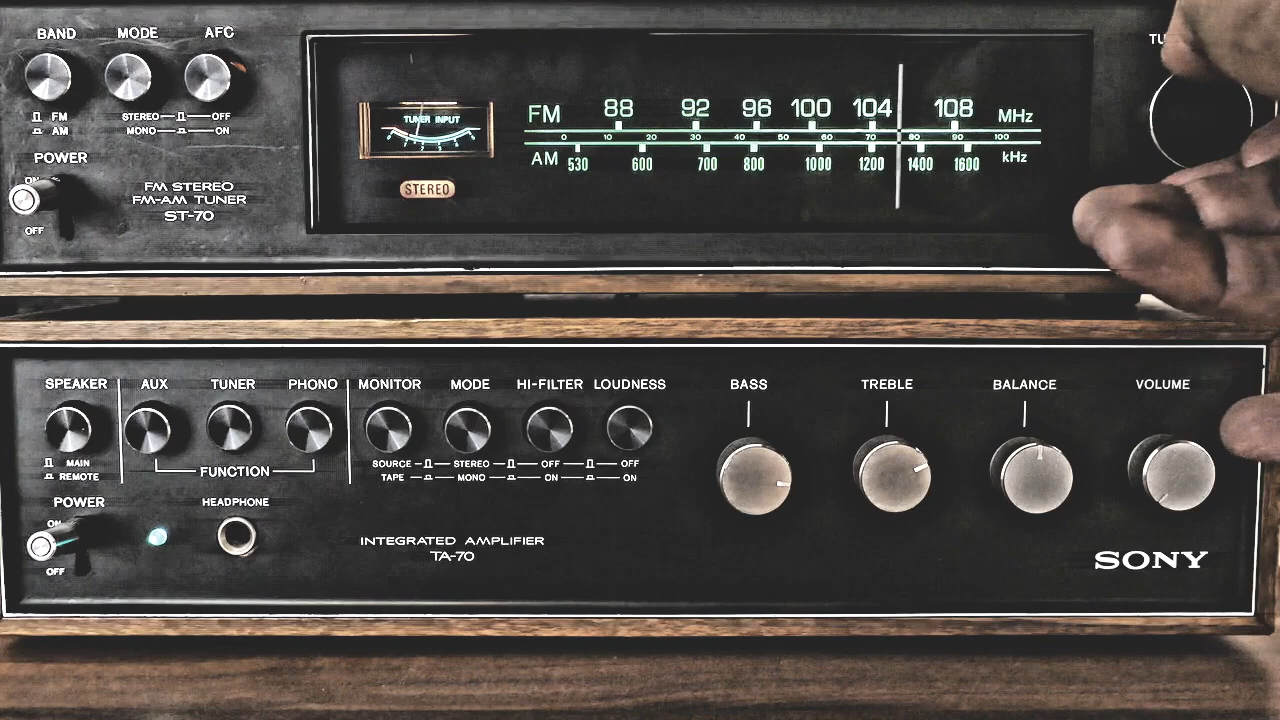 BAND MODE AFC
TU
FM STEREO OFF
AM MONO ON
POWER
ON
OFF
FM STEREO
FM-AM TUNER
ST-70
TUNER INPUT
STEREO
FM 88 92 96 100 104 108 MHz
0 10 20 30 40 50 60 70 80 90 100
AM 530 600 700 800 1000 1200 1400 1600 kHz
SPEAKER AUX TUNER PHONO MONITOR MODE HI-FILTER LOUDNESS BASS TREBLE BALANCE VOLUME
MAIN SOURCE STEREO OFF OFF
REMOTE FUNCTION TAPE MONO ON ON
POWER HEADPHONE
ON
OFF
INTEGRATED AMPLIFIER
TA-70
SONY